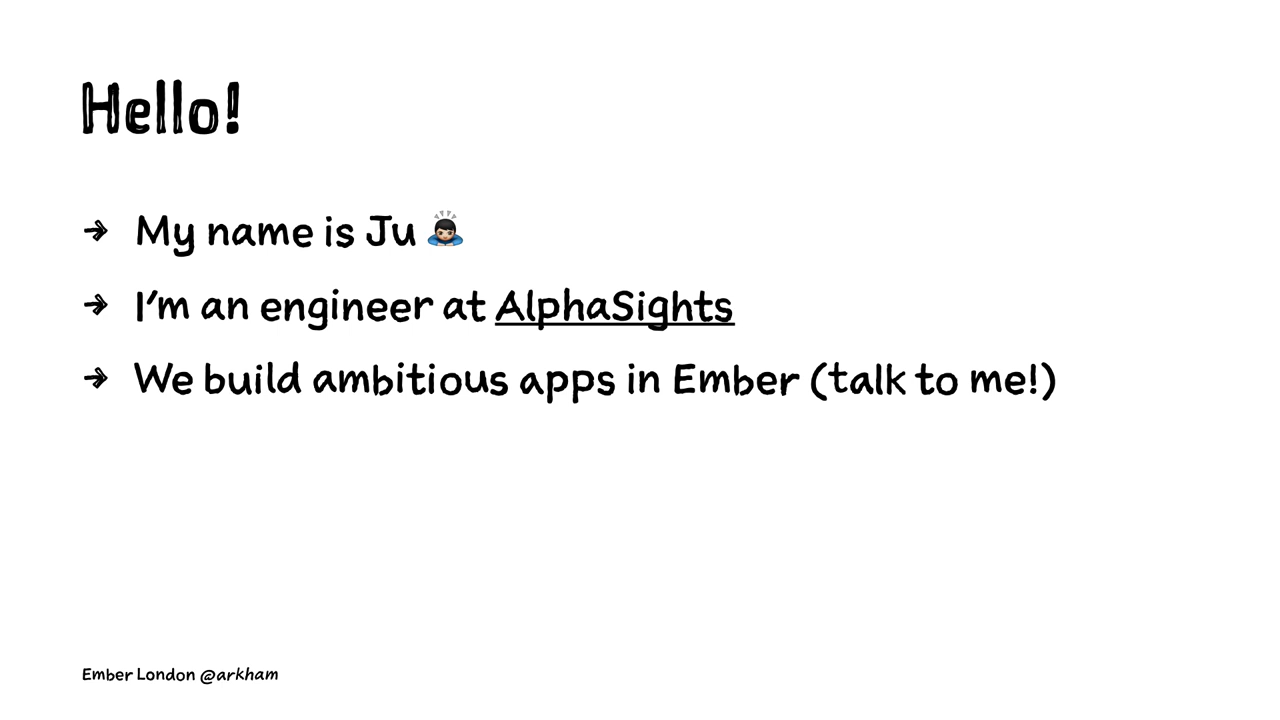 Hello!
→ My name is Ju 🙇🏻
→ I’m an engineer at AlphaSights
→ We build ambitious apps in Ember (talk to me!)
Ember London @arkham